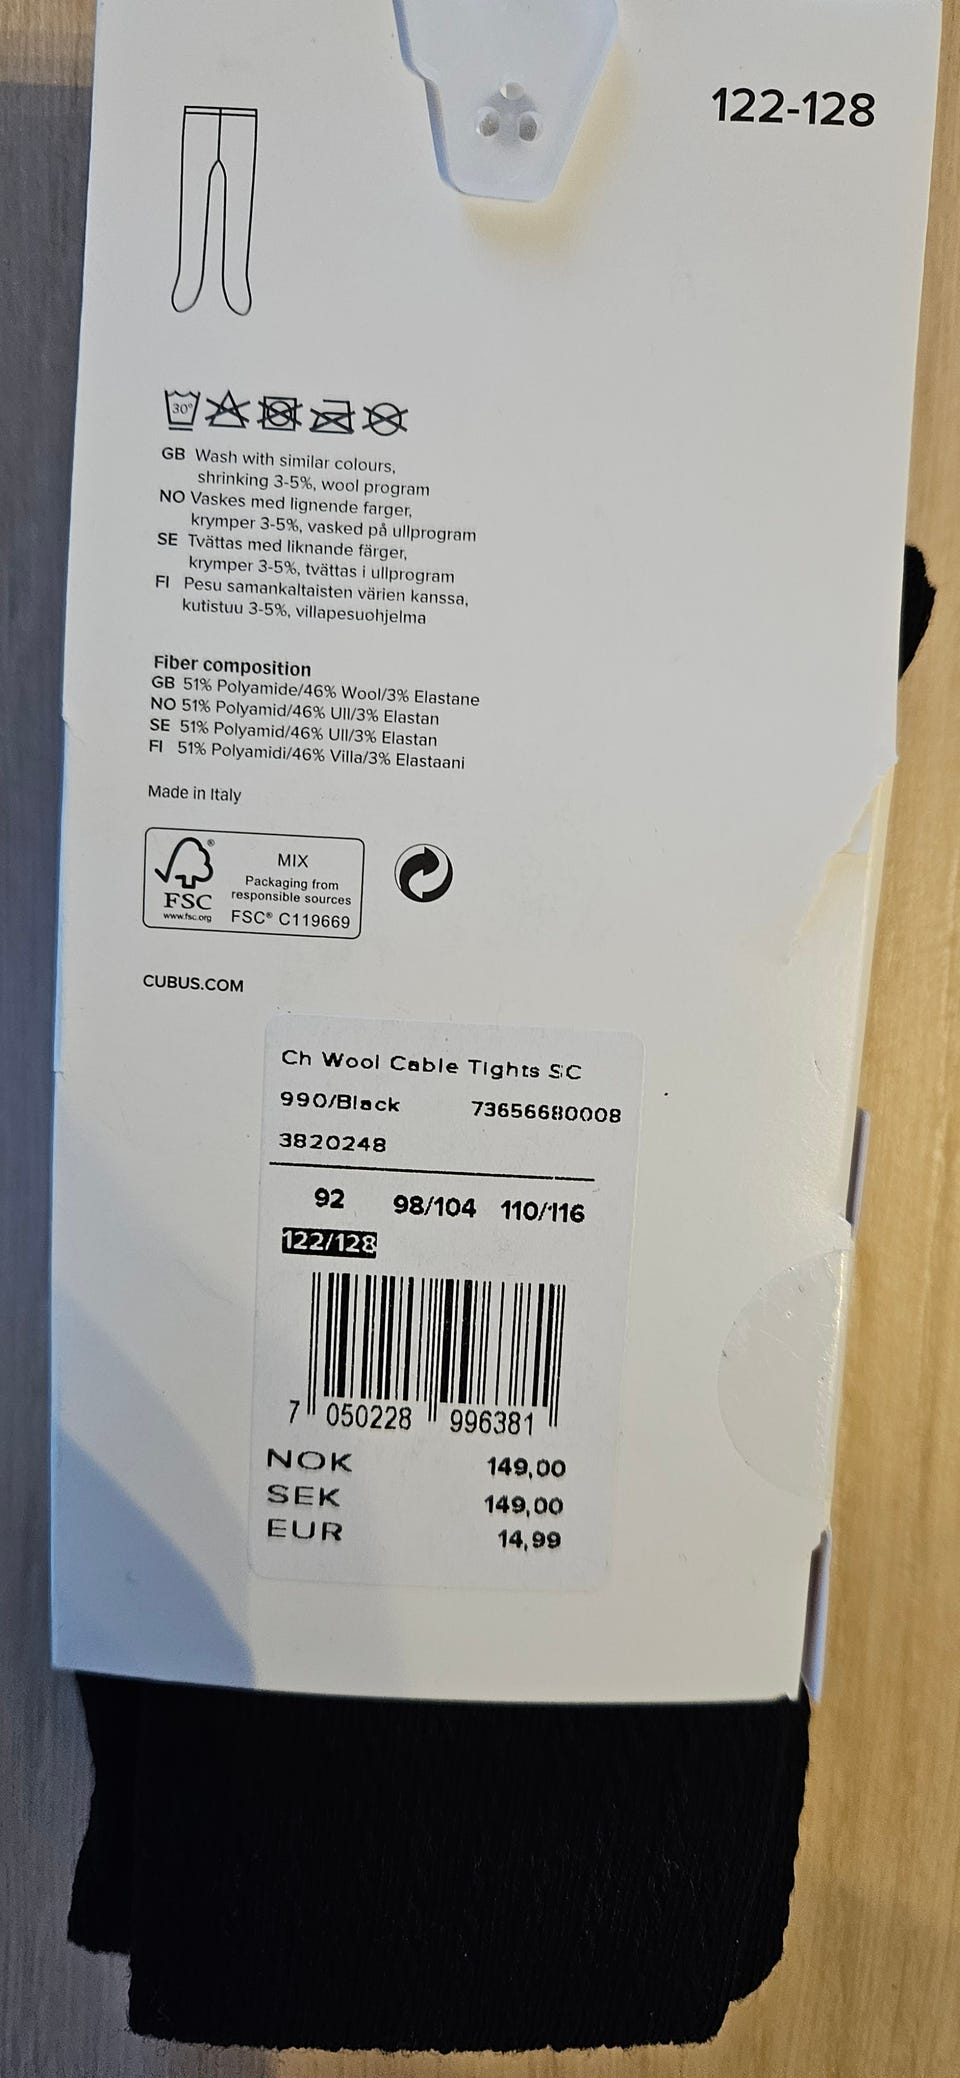 122-128
30°
GB Wash with similar colours,
shrinking 3-5%, wool program
NO Vaskes med lignende farger,
krymper 3-5%, vasked på ullprogram
SE Tvättas med liknande färger,
krymper 3-5%, tvättas i ullprogram
FI Pesu samankaltaisten värien kanssa,
kutistuu 3-5%, villapesuohjelma
Fiber composition
GB 51% Polyamide/46% Wool/3% Elastane
NO 51% Polyamid/46% Ull/3% Elastan
SE 51% Polyamid/46% Ull/3% Elastan
FI 51% Polyamidi/46% Villa/3% Elastaani
Made in Italy
FSC®
www.fsc.org
MIX
Packaging from
responsible sources
FSC® C119669
CUBUS.COM
Ch Wool Cable Tights SC
990/Black 73656680008
3820248
92 98/104 110/116
122/128
7 050228 996381
NOK 149,00
SEK 149,00
EUR 14,99